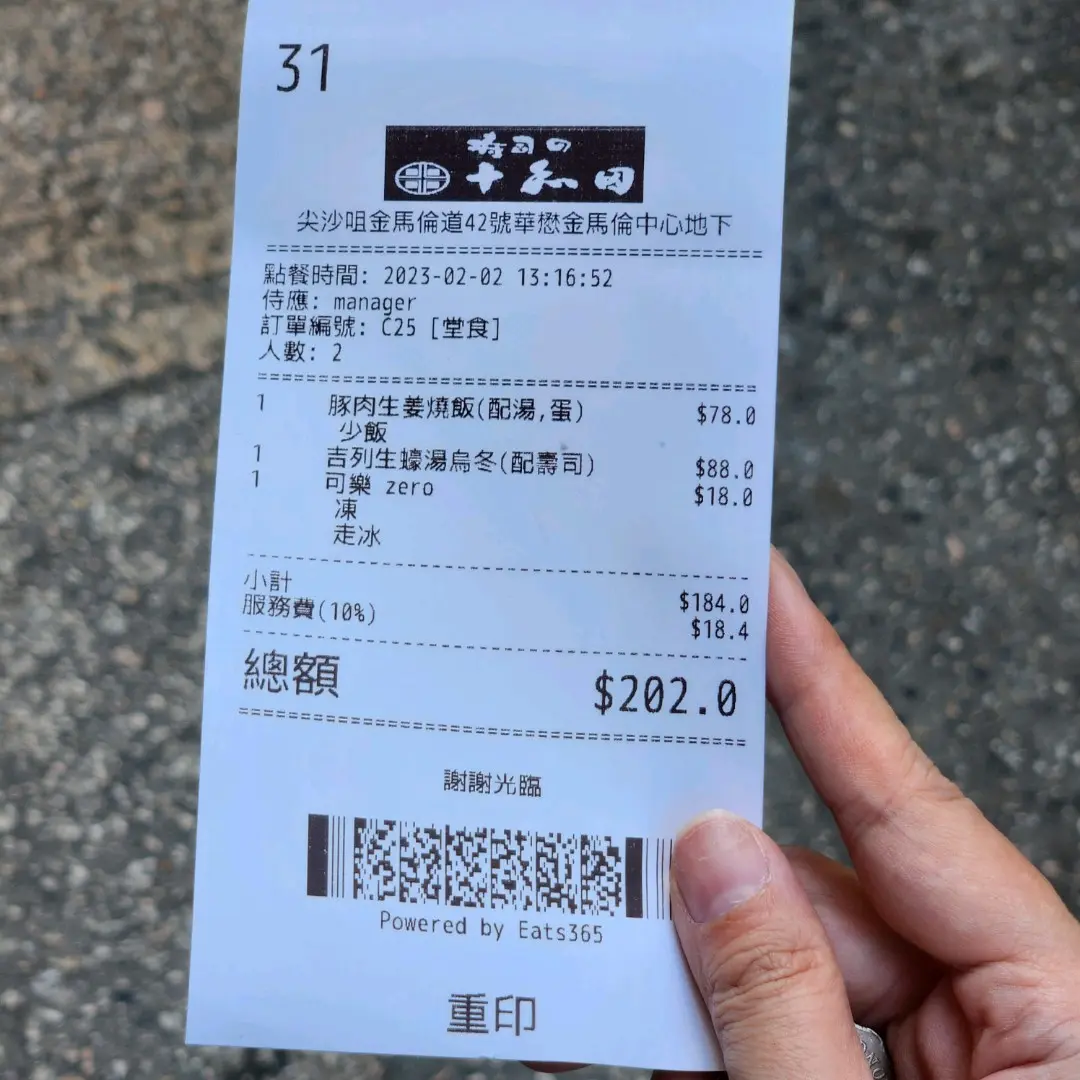 31
寿司の
十和田
尖沙咀金馬倫道42號華懋金馬倫中心地下
點餐時間: 2023-02-02 13:16:52
侍應: manager
訂單編號: C25 [堂食]
人數: 2
1 豚肉生姜燒飯(配湯,蛋) $78.0
少飯
1 吉列生蠔湯烏冬(配壽司) $88.0
1 可樂 zero $18.0
凍
走冰
小計 $184.0
服務費(10%) $18.4
總額 $202.0
謝謝光臨
Powered by Eats365
重印